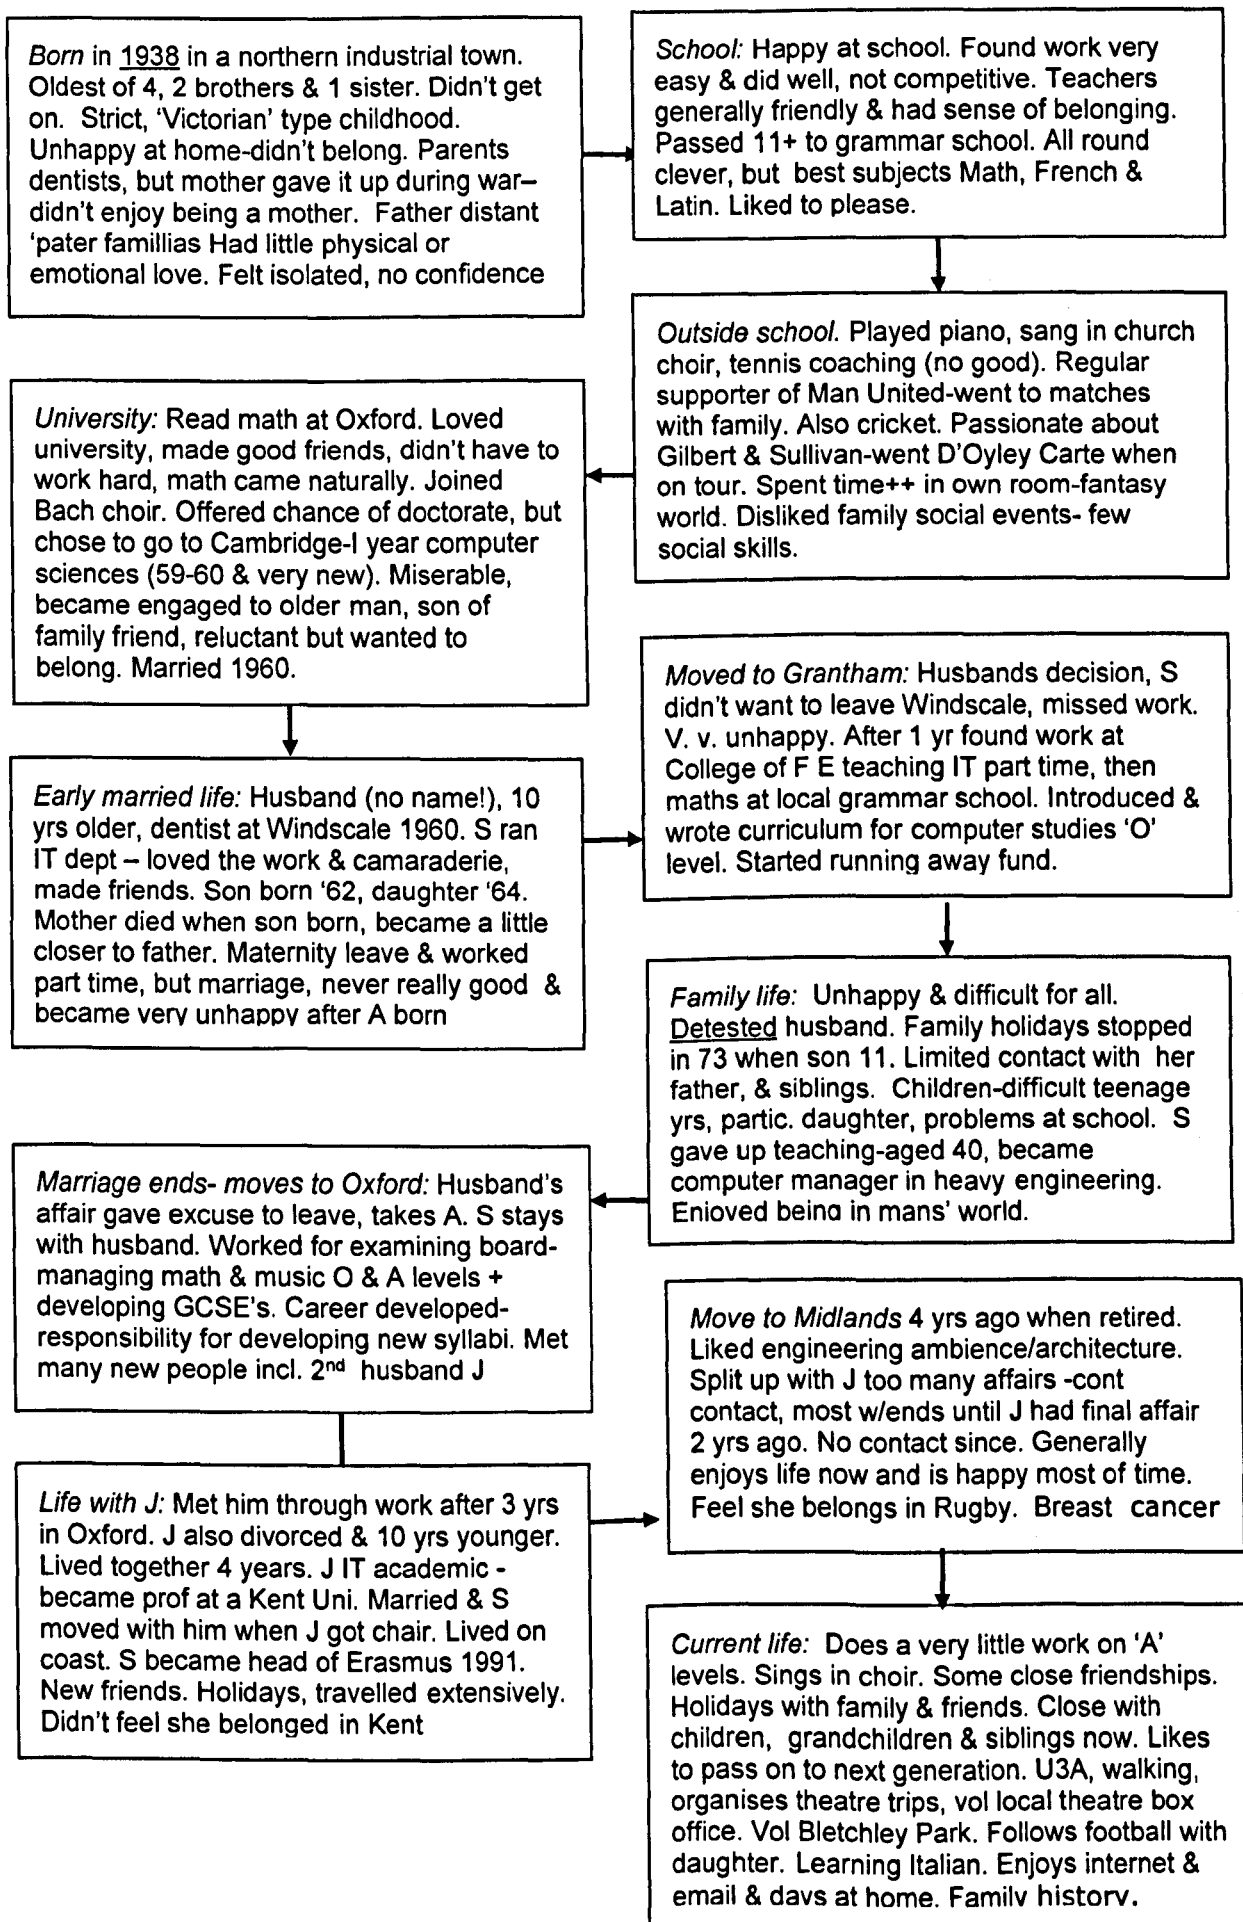 Born in 1938 in a northern industrial town.
Oldest of 4, 2 brothers & 1 sister. Didn't get
on. Strict, 'Victorian' type childhood.
Unhappy at home-didn't belong. Parents
dentists, but mother gave it up during war–
didn't enjoy being a mother. Father distant
'pater famillias Had little physical or
emotional love. Felt isolated, no confidence
School: Happy at school. Found work very
easy & did well, not competitive. Teachers
generally friendly & had sense of belonging.
Passed 11+ to grammar school. All round
clever, but best subjects Math, French &
Latin. Liked to please.
Outside school. Played piano, sang in church
choir, tennis coaching (no good). Regular
supporter of Man United-went to matches
with family. Also cricket. Passionate about
Gilbert & Sullivan-went D'Oyley Carte when
on tour. Spent time++ in own room-fantasy
world. Disliked family social events- few
social skills.
University: Read math at Oxford. Loved
university, made good friends, didn't have to
work hard, math came naturally. Joined
Bach choir. Offered chance of doctorate, but
chose to go to Cambridge-I year computer
sciences (59-60 & very new). Miserable,
became engaged to older man, son of
family friend, reluctant but wanted to
belong. Married 1960.
Early married life: Husband (no name!), 10
yrs older, dentist at Windscale 1960. S ran
IT dept – loved the work & camaraderie,
made friends. Son born '62, daughter '64.
Mother died when son born, became a little
closer to father. Maternity leave & worked
part time, but marriage, never really good &
became very unhappy after A born
Moved to Grantham: Husbands decision, S
didn't want to leave Windscale, missed work.
V. v. unhappy. After 1 yr found work at
College of F E teaching IT part time, then
maths at local grammar school. Introduced &
wrote curriculum for computer studies 'O'
level. Started running away fund.
Family life: Unhappy & difficult for all.
Detested husband. Family holidays stopped
in 73 when son 11. Limited contact with her
father, & siblings. Children-difficult teenage
yrs, partic. daughter, problems at school. S
gave up teaching-aged 40, became
computer manager in heavy engineering.
Enjoyed being in mans' world.
Marriage ends- moves to Oxford: Husband's
affair gave excuse to leave, takes A. S stays
with husband. Worked for examining board-
managing math & music O & A levels +
developing GCSE's. Career developed-
responsibility for developing new syllabi. Met
many new people incl. 2nd husband J
Life with J: Met him through work after 3 yrs
in Oxford. J also divorced & 10 yrs younger.
Lived together 4 years. J IT academic -
became prof at a Kent Uni. Married & S
moved with him when J got chair. Lived on
coast. S became head of Erasmus 1991.
New friends. Holidays, travelled extensively.
Didn't feel she belonged in Kent
Move to Midlands 4 yrs ago when retired.
Liked engineering ambience/architecture.
Split up with J too many affairs -cont
contact, most w/ends until J had final affair
2 yrs ago. No contact since. Generally
enjoys life now and is happy most of time.
Feel she belongs in Rugby. Breast cancer
Current life: Does a very little work on 'A'
levels. Sings in choir. Some close friendships.
Holidays with family & friends. Close with
children, grandchildren & siblings now. Likes
to pass on to next generation. U3A, walking,
organises theatre trips, vol local theatre box
office. Vol Bletchley Park. Follows football with
daughter. Learning Italian. Enjoys internet &
email & days at home. Family history.